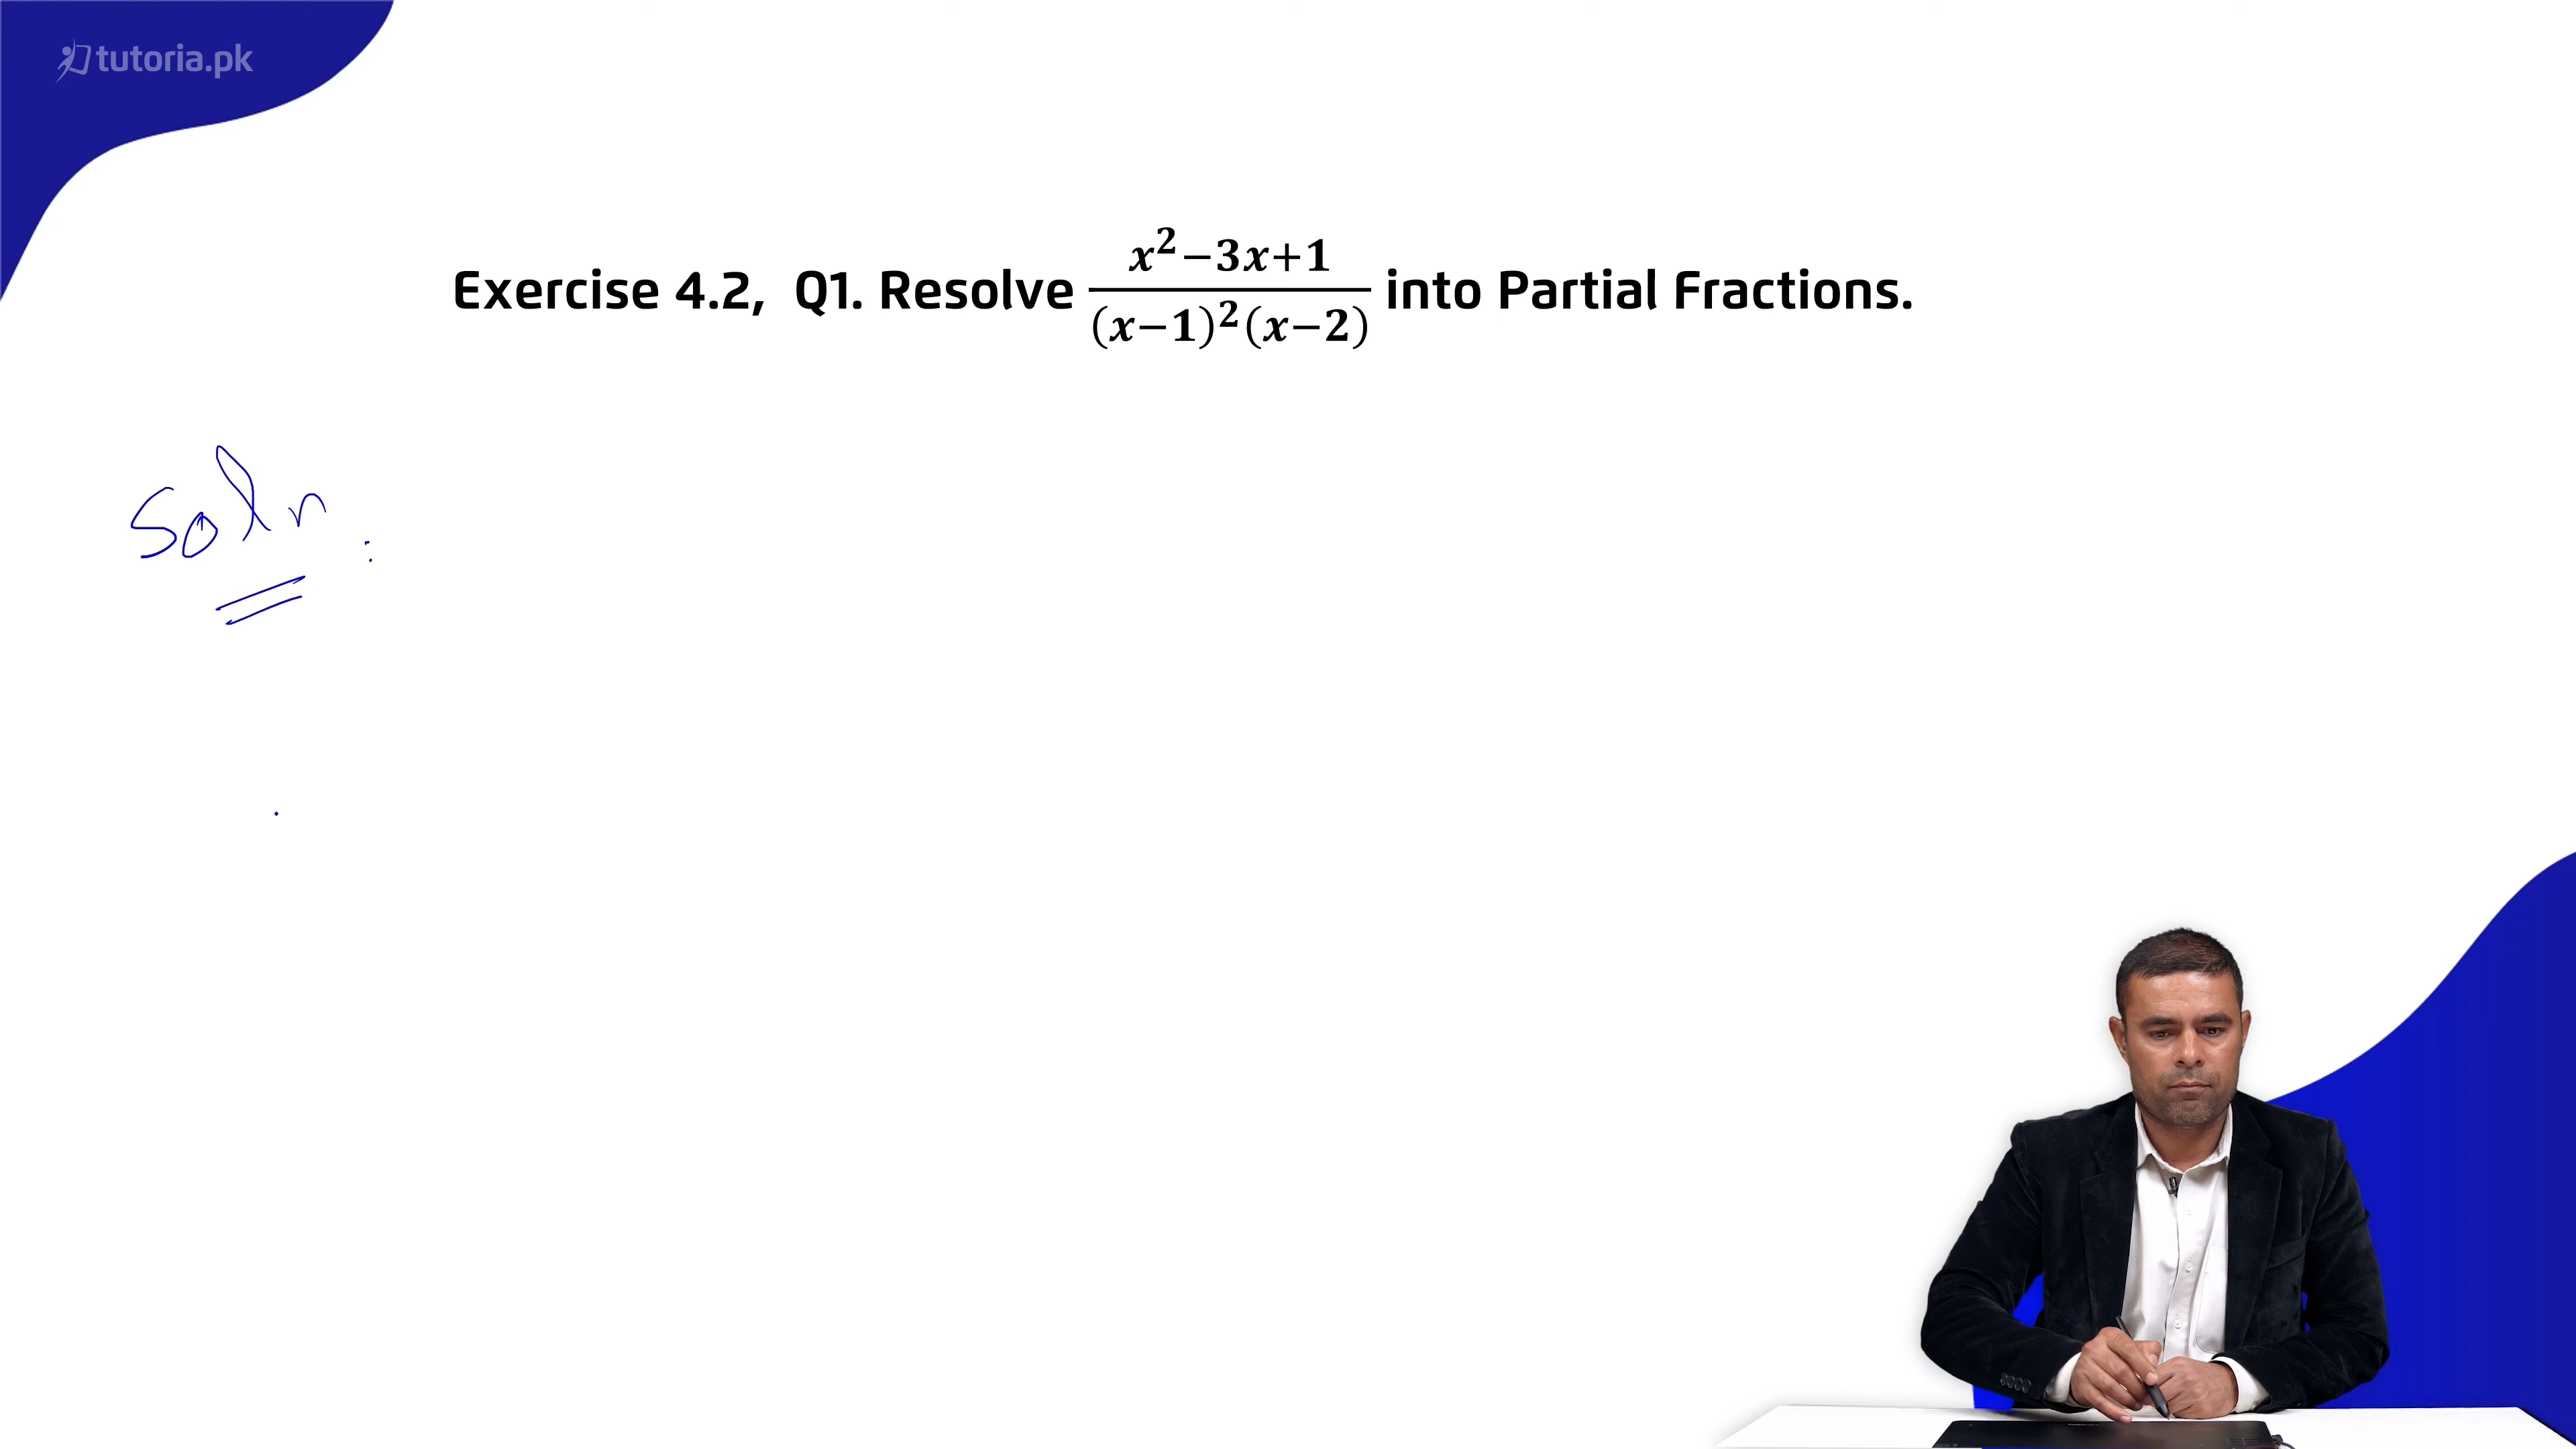 tutoria.pk
Exercise 4.2, Q1. Resolve \frac{x^2-3x+1}{(x-1)^2(x-2)} into Partial Fractions.
Soln :